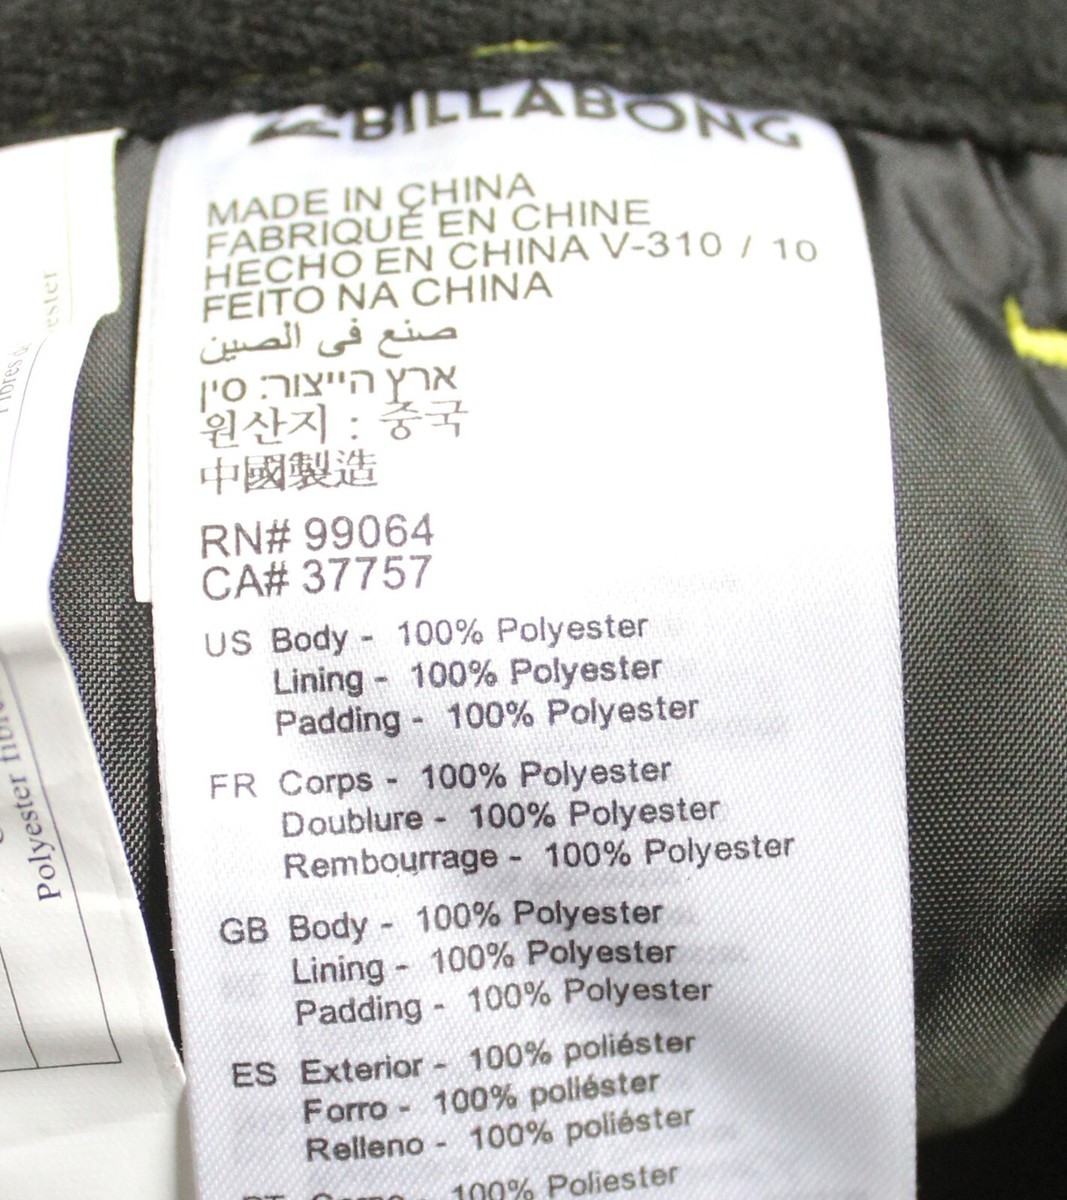 BILLABONG
MADE IN CHINA
FABRIQUÉ EN CHINE
HECHO EN CHINA V-310 / 10
FEITO NA CHINA
صنع فى الصين
ארץ הייצור: סין
원산지 : 중국
中國製造
RN# 99064
CA# 37757
US Body - 100% Polyester
Lining - 100% Polyester
Padding - 100% Polyester
FR Corps - 100% Polyester
Doublure - 100% Polyester
Rembourrage - 100% Polyester
GB Body - 100% Polyester
Lining - 100% Polyester
Padding - 100% Polyester
ES Exterior - 100% poliéster
Forro - 100% poliéster
Relleno - 100% poliéster
100% Poliester
Polyester